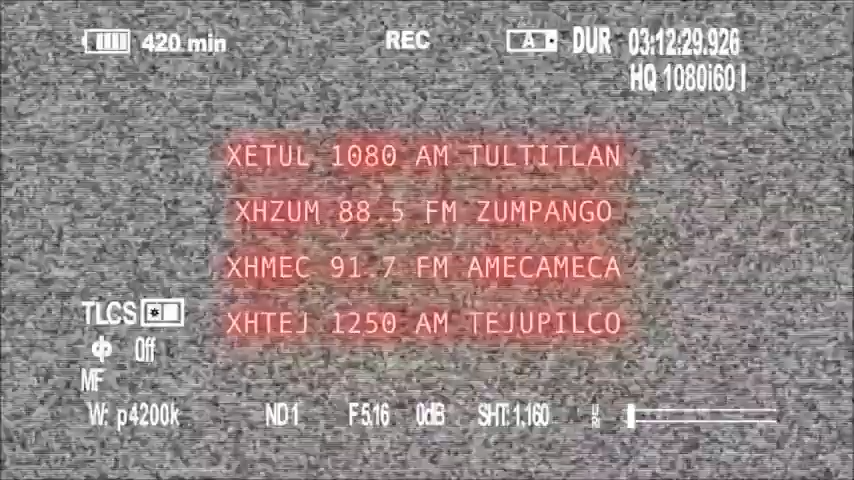 420 min REC A DUR 03:12:29.926
HQ 1080i60
XETUL 1080 AM TULTITLAN
XHZUM 88.5 FM ZUMPANGO
XHMEC 91.7 FM AMECAMECA
XHTEJ 1250 AM TEJUPILCO
TLCS
Off
MF
W: p4200k ND1 F5,16 0dB SHT: 1,160